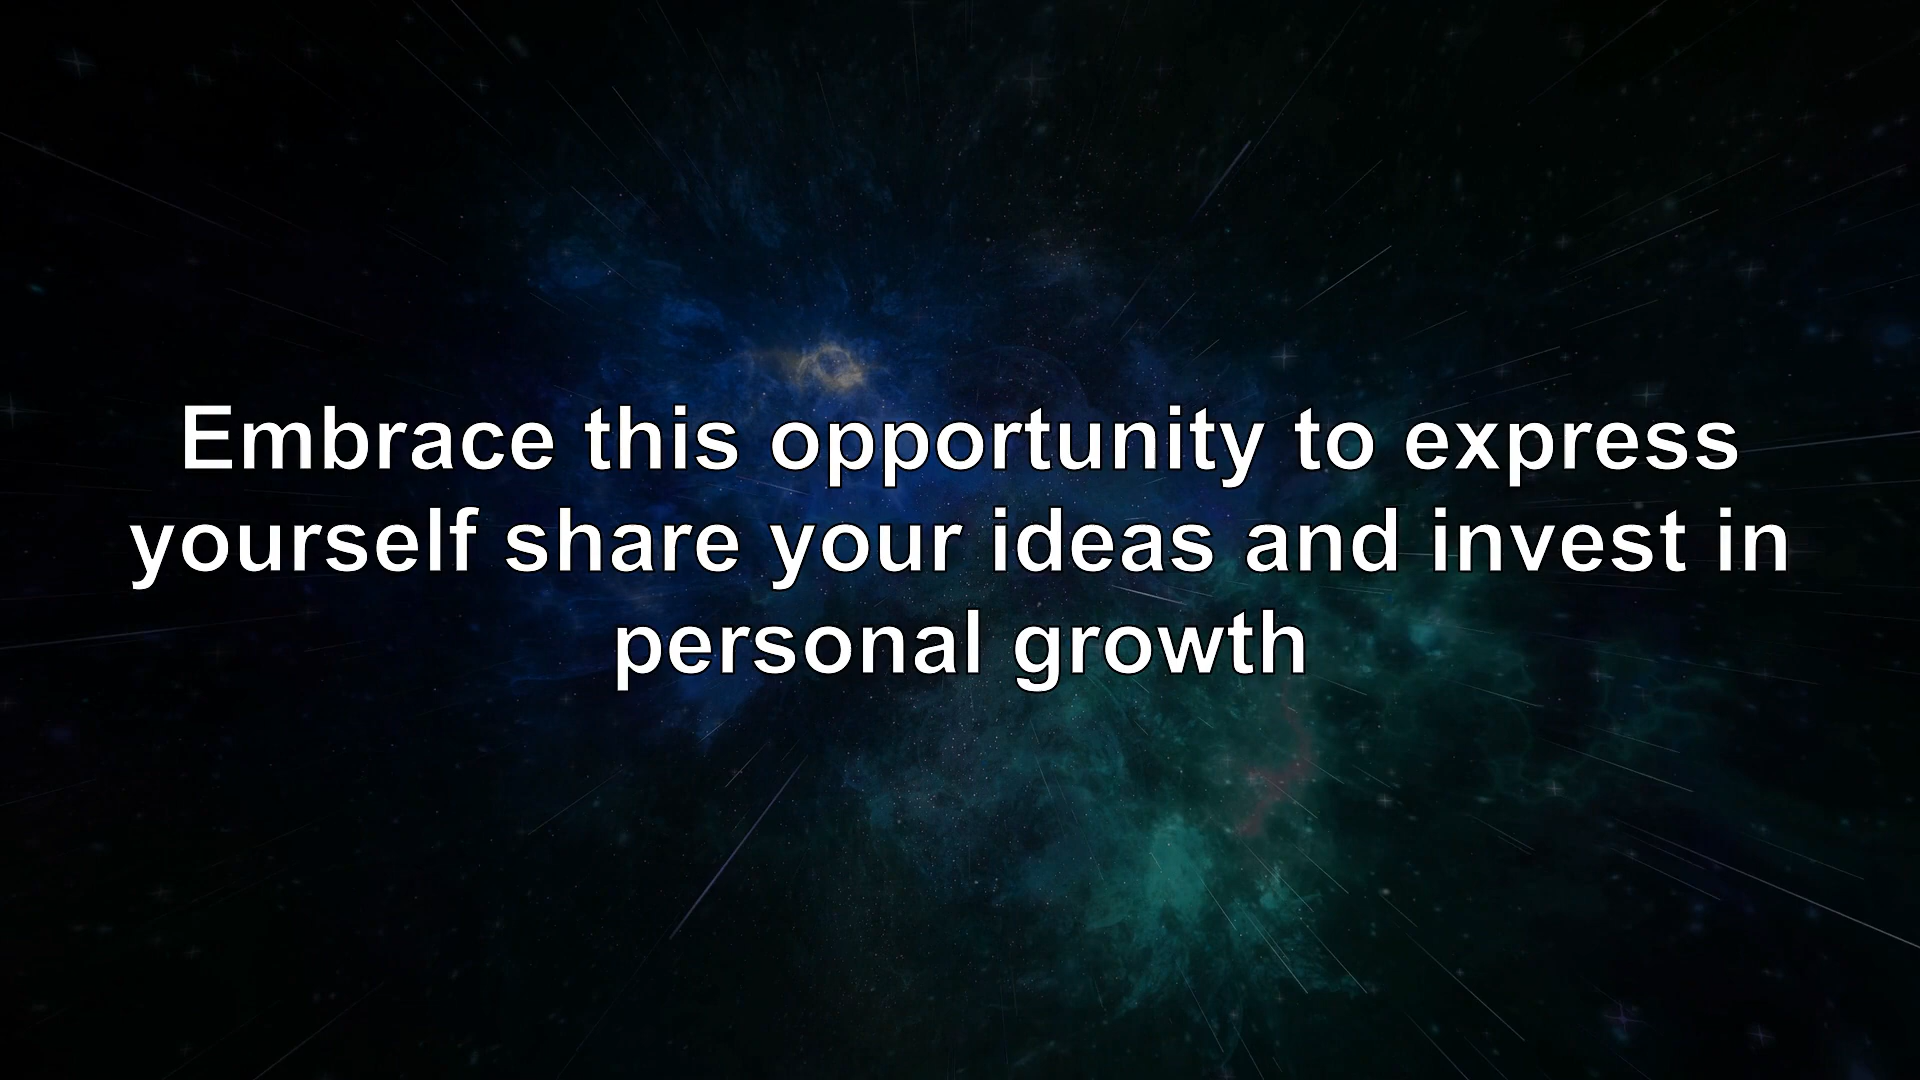 Embrace this opportunity to express
yourself share your ideas and invest in
personal growth